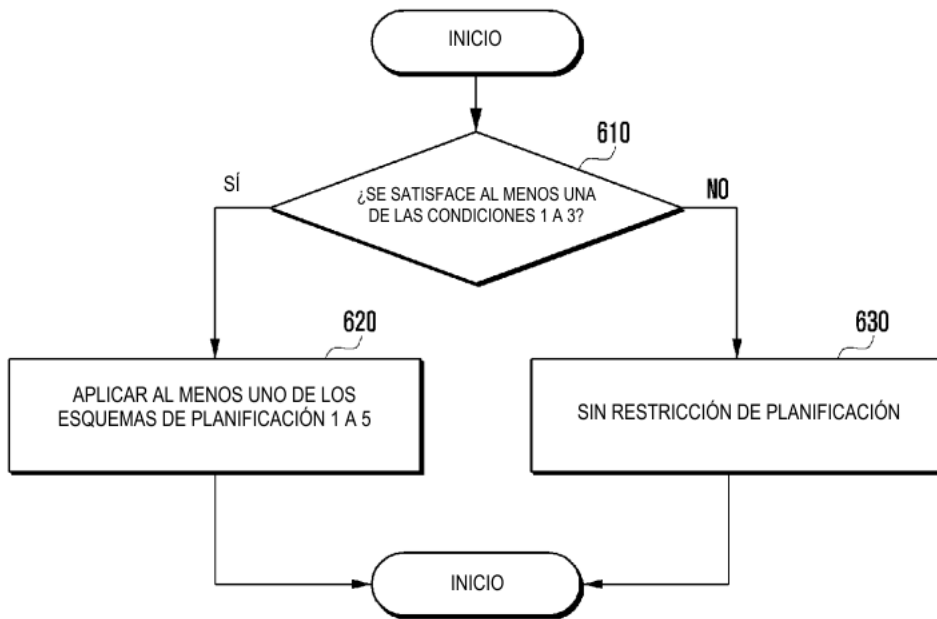 INICIO
610
SÍ
¿SE SATISFACE AL MENOS UNA
DE LAS CONDICIONES 1 A 3?
NO
620
630
APLICAR AL MENOS UNO DE LOS
ESQUEMAS DE PLANIFICACIÓN 1 A 5
SIN RESTRICCIÓN DE PLANIFICACIÓN
INICIO